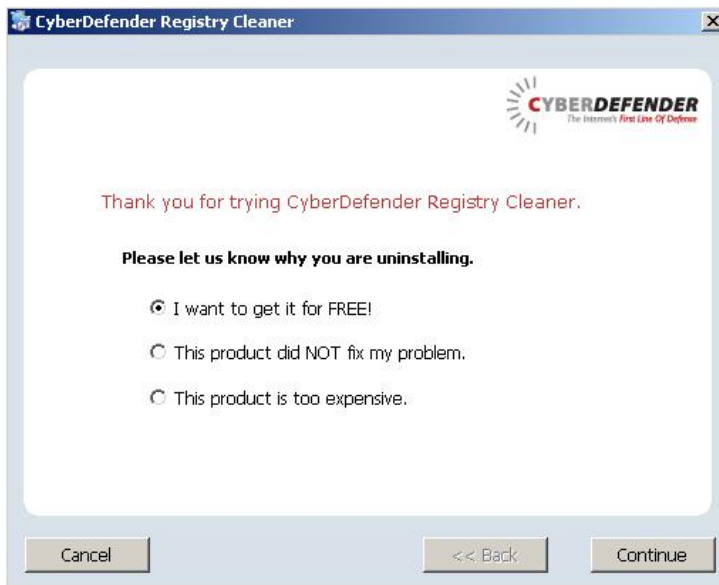 CyberDefender Registry Cleaner
CYBERDEFENDER
The Internet's First Line Of Defense
Thank you for trying CyberDefender Registry Cleaner.
Please let us know why you are uninstalling.
I want to get it for FREE!
This product did NOT fix my problem.
This product is too expensive.
Cancel
<< Back
Continue